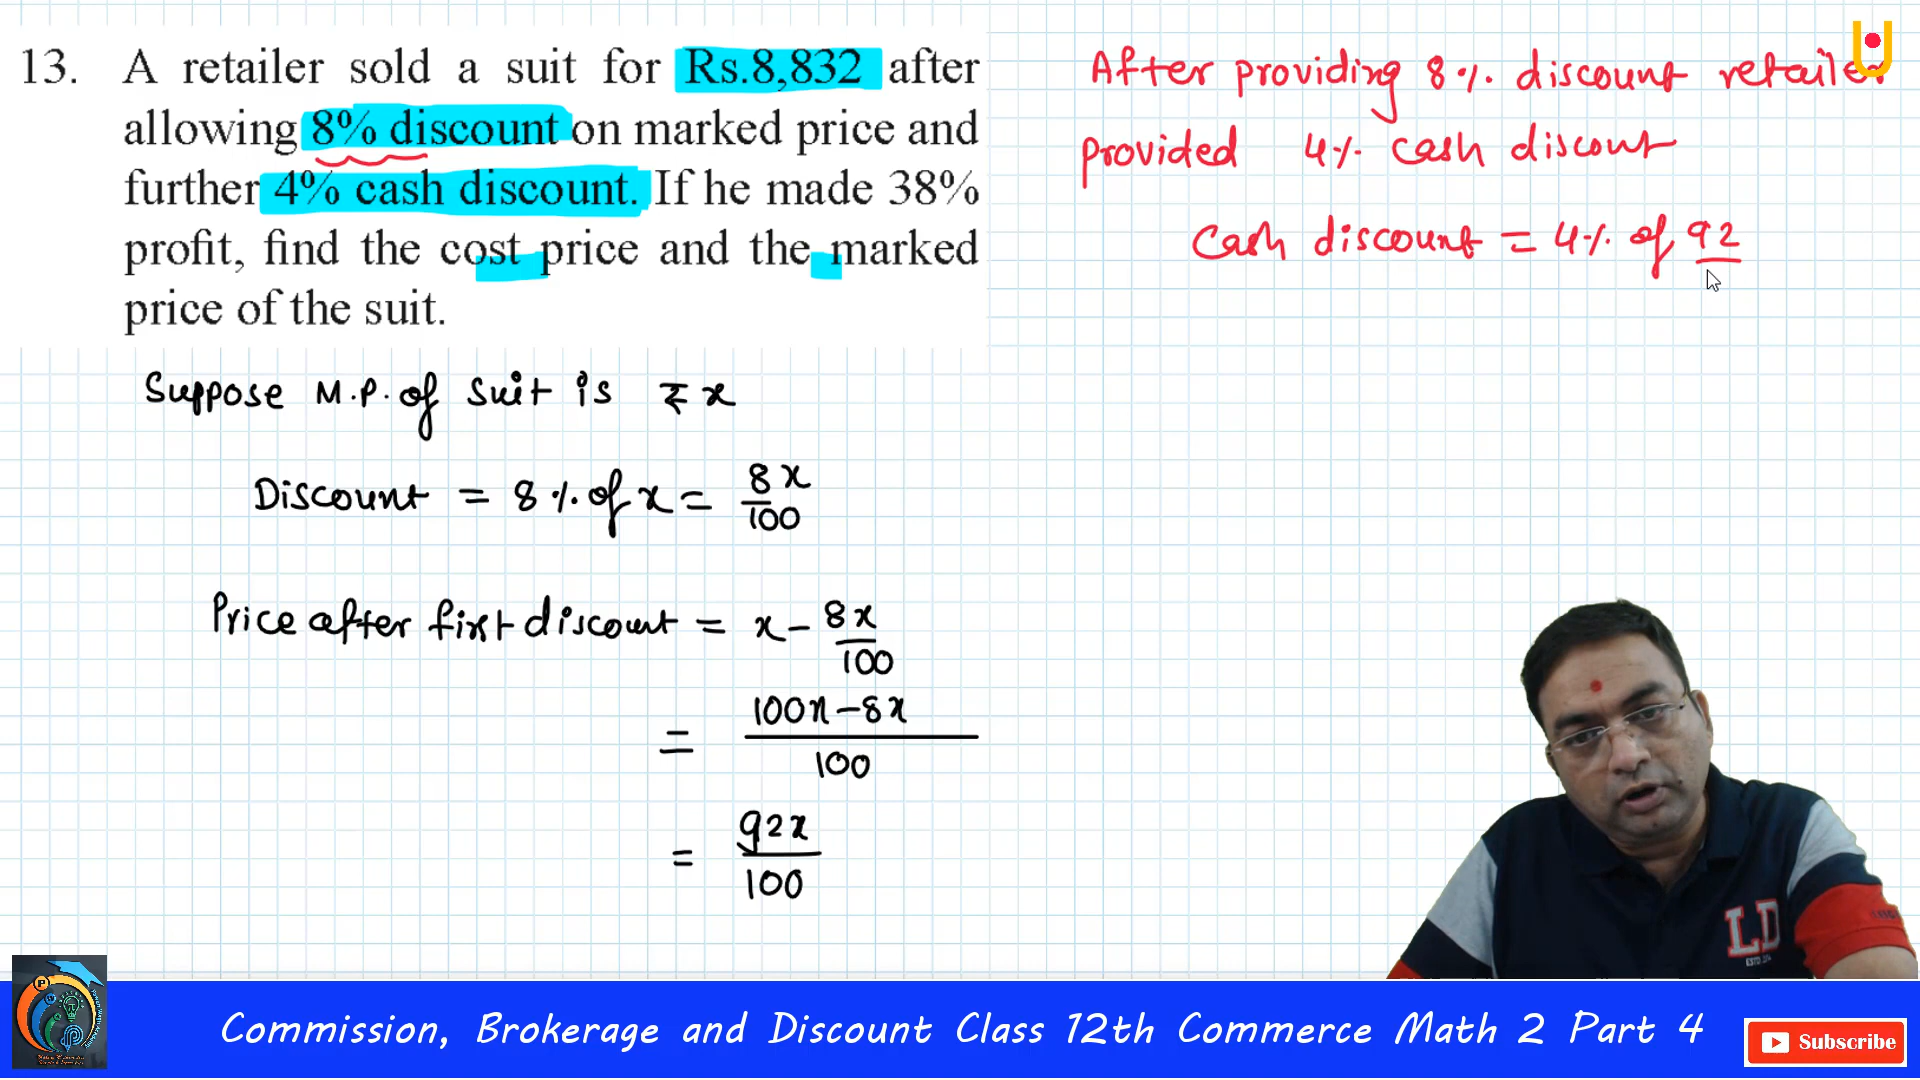 13. A retailer sold a suit for Rs.8,832 after
allowing 8% discount on marked price and
further 4% cash discount. If he made 38%
profit, find the cost price and the marked
price of the suit.
Suppose M.P. of suit is ₹ x
Discount = 8% of x = 8x/100
Price after first discount = x - 8x/100
= 100x-8x/100
= 92x/100
After providing 8% discount retailer
provided 4% cash discount
Cash discount = 4% of 92
LD
Commission, Brokerage and Discount Class 12th Commerce Math 2 Part 4
Subscribe